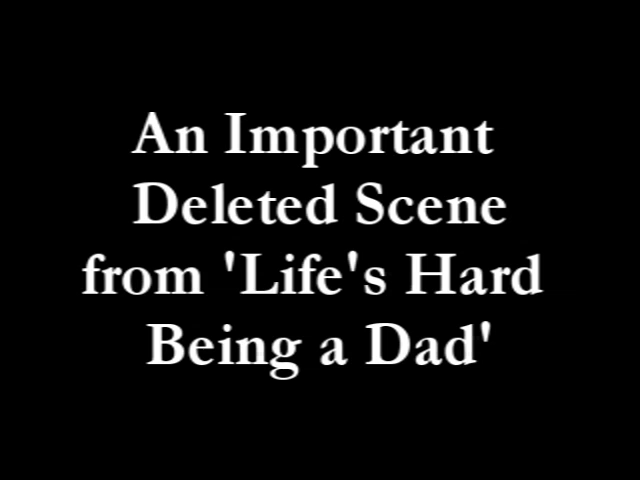 An Important
Deleted Scene
from 'Life's Hard
Being a Dad'